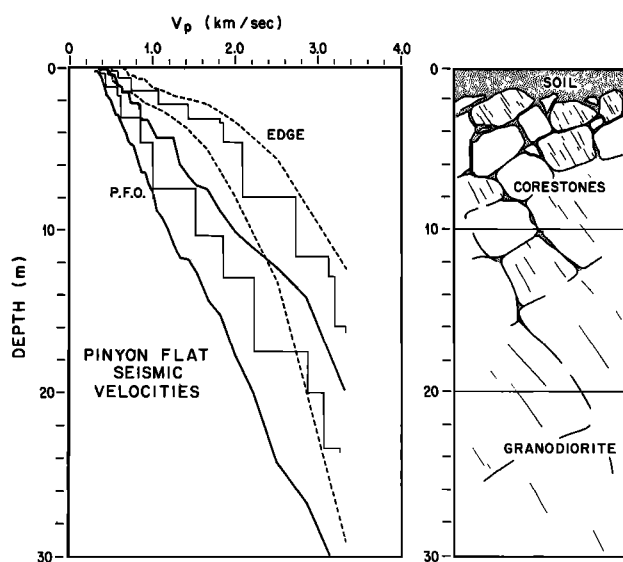 Vp (km/sec)
0 1.0 2.0 3.0 4.0
0
10
20
30
DEPTH (m)
EDGE
P.F.O.
PINYON FLAT
SEISMIC
VELOCITIES
0
10
20
30
SOIL
CORESTONES
GRANODIORITE